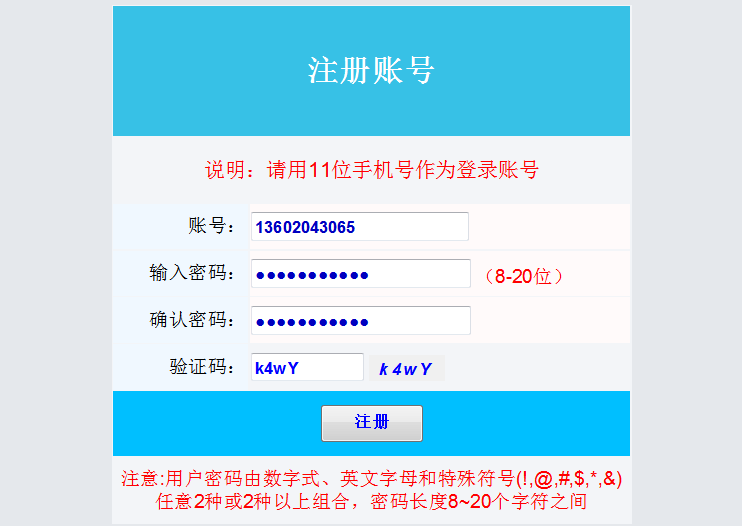 注册账号
说明：请用11位手机号作为登录账号
账号： 13602043065
输入密码： ●●●●●●●●●●● （8-20位）
确认密码： ●●●●●●●●●●●
验证码： k4wY k4wY
注册
注意:用户密码由数字式、英文字母和特殊符号(!,@,#,$,*,&)
任意2种或2种以上组合，密码长度8~20个字符之间